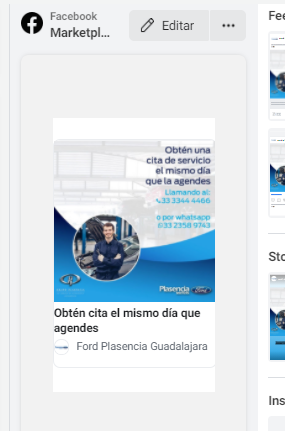 Facebook
Marketpl...
Editar
Fee
Obtén una
cita de servicio
el mismo día
que la agendes
Llamando al:
33 3344 4466
o por whatsapp
33 2358 9743
Plasencia
Ford
Obtén cita el mismo día que
agendes
Ford Plasencia Guadalajara
Sto
Ins